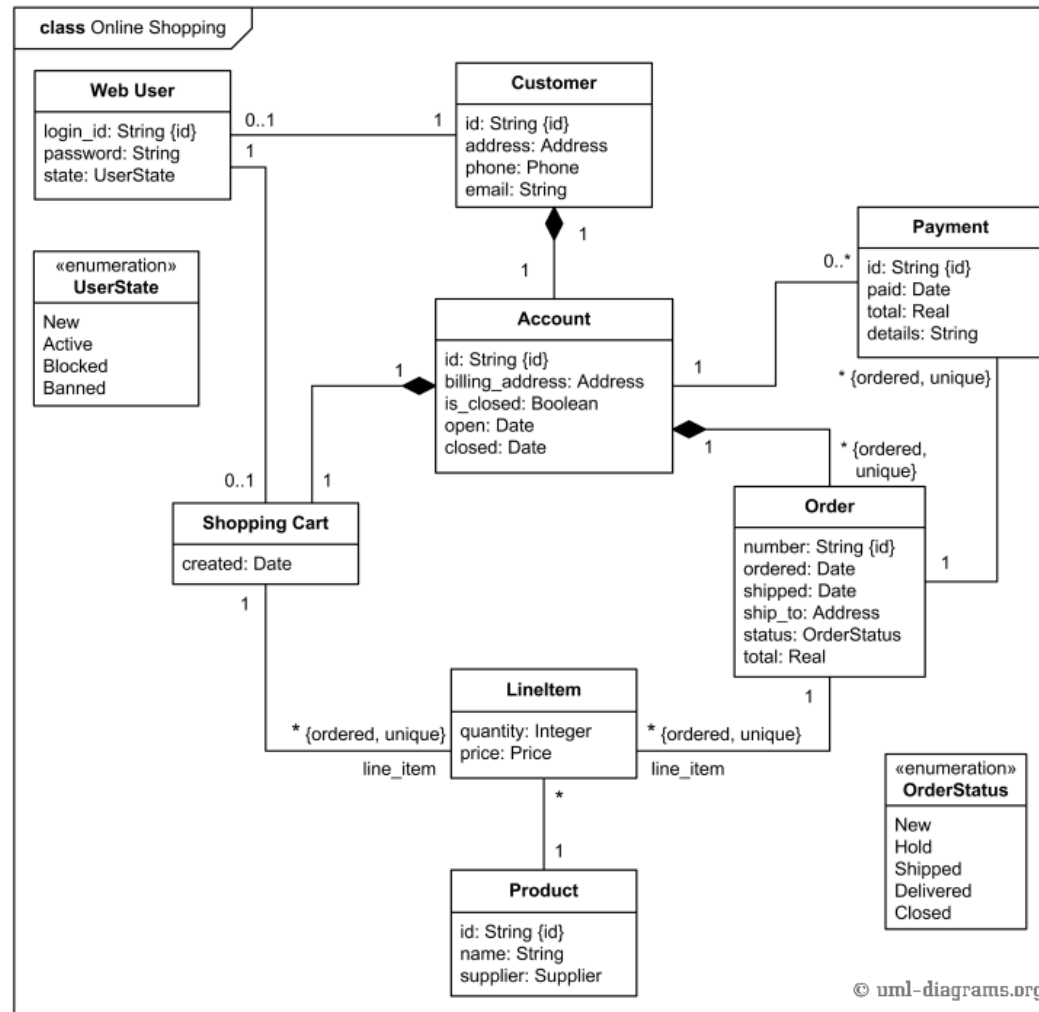 class Online Shopping
Web User
login_id: String {id}
password: String
state: UserState
0..1
1
1
Customer
id: String {id}
address: Address
phone: Phone
email: String
1
1
«enumeration»
UserState
New
Active
Blocked
Banned
Payment
id: String {id}
paid: Date
total: Real
details: String
0..*
* {ordered, unique}
Account
id: String {id}
billing_address: Address
is_closed: Boolean
open: Date
closed: Date
1
1
1
* {ordered,
unique}
0..1
1
Shopping Cart
created: Date
1
Order
number: String {id}
ordered: Date
shipped: Date
ship_to: Address
status: OrderStatus
total: Real
1
1
LineItem
quantity: Integer
price: Price
* {ordered, unique}
line_item
* {ordered, unique}
line_item
*
1
Product
id: String {id}
name: String
supplier: Supplier
«enumeration»
OrderStatus
New
Hold
Shipped
Delivered
Closed
© uml-diagrams.org